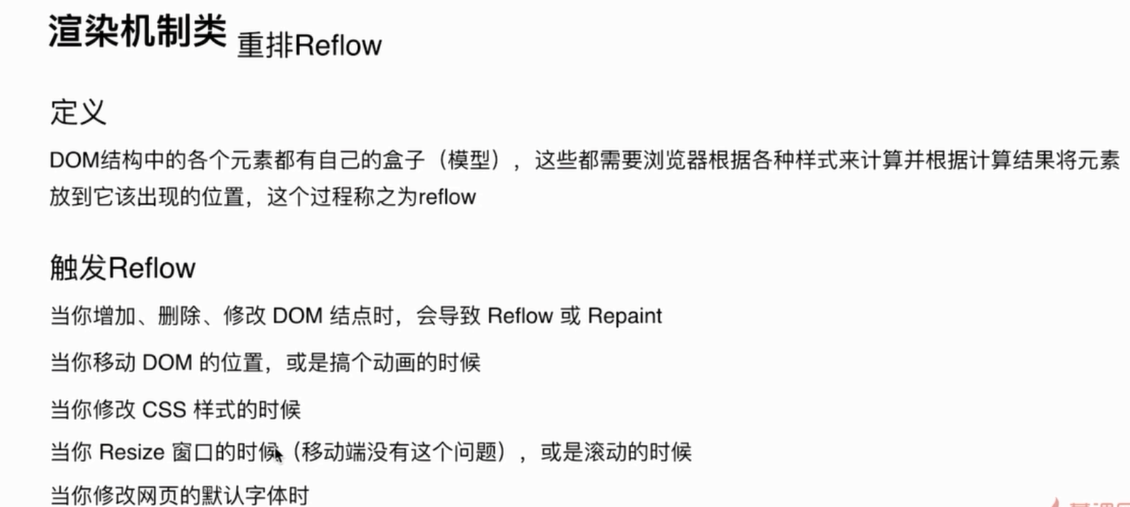 渲染机制类 重排Reflow
定义
DOM结构中的各个元素都有自己的盒子（模型），这些都需要浏览器根据各种样式来计算并根据计算结果将元素
放到它该出现的位置，这个过程称之为reflow
触发Reflow
当你增加、删除、修改 DOM 结点时，会导致 Reflow 或 Repaint
当你移动 DOM 的位置，或是搞个动画的时候
当你修改 CSS 样式的时候
当你 Resize 窗口的时候（移动端没有这个问题），或是滚动的时候
当你修改网页的默认字体时